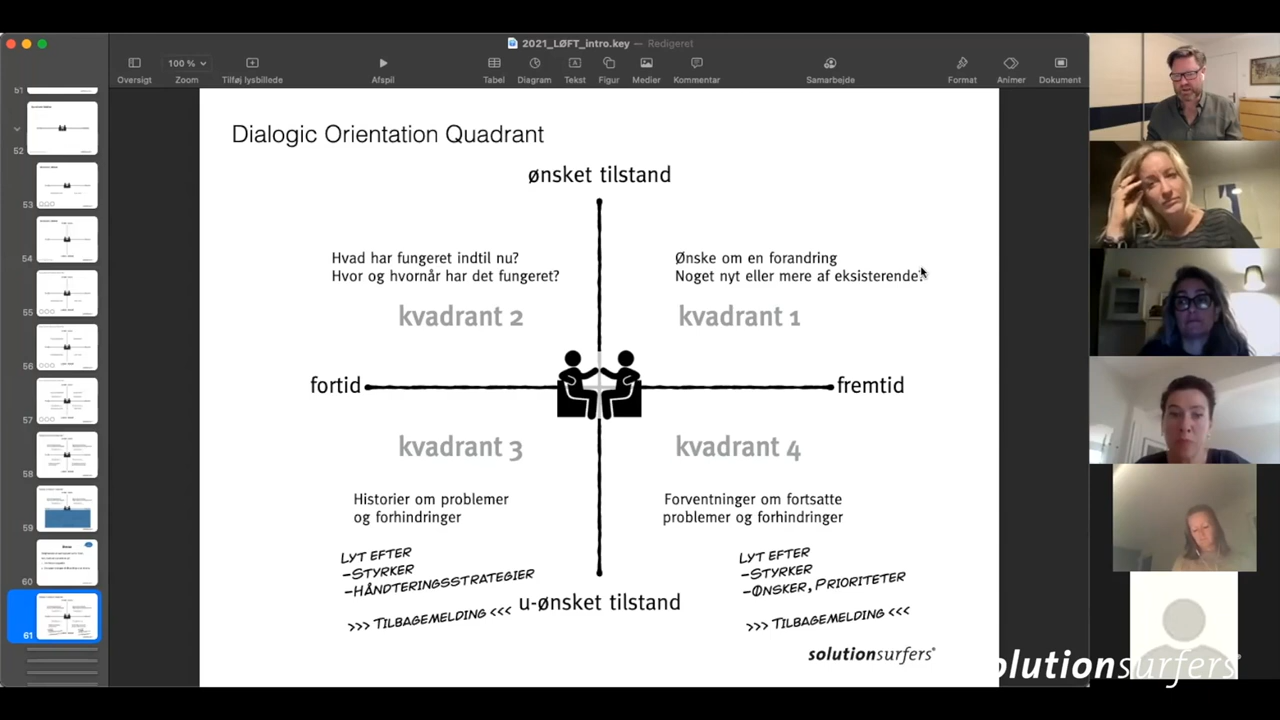 2021_LØFT_intro.key — Redigeret
Oversigt
100 %
Zoom
Tilføj lysbillede
Afspil
Tabel
Diagram
Tekst
Figur
Medier
Kommentar
Samarbejde
Format
Animer
Dokument
51
52
53
54
55
56
57
58
59
60
61
Dialogic Orientation Quadrant
ønsket tilstand
Hvad har fungeret indtil nu?
Hvor og hvornår har det fungeret?
kvadrant 2
Ønske om en forandring
Noget nyt eller mere af eksisterende?
kvadrant 1
fortid
fremtid
kvadrant 3
Historier om problemer
og forhindringer
LYT EFTER
-STYRKER
-HÅNDTERINGSSTRATEGIER
>>> TILBAGEMELDING <<<
kvadrant 4
Forventninger om fortsatte
problemer og forhindringer
LYT EFTER
-STYRKER
-ØNSKER, PRIORITETER
>>> TILBAGEMELDING <<<
u-ønsket tilstand
solutionsurfers®
olutionsurfers®